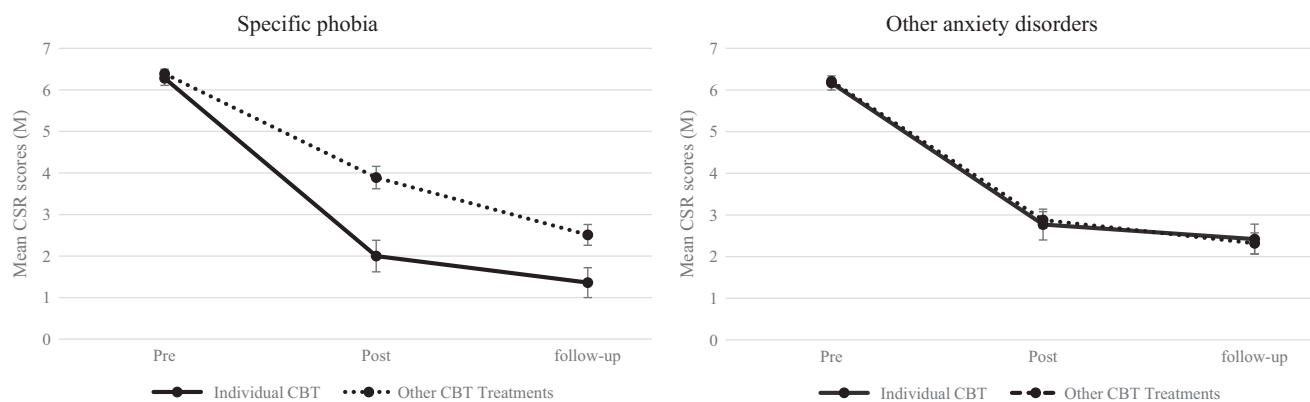 Specific phobia
7
6
5
4
3
2
1
0
Mean CSR scores (M)
Pre
Post
follow-up
Individual CBT
Other CBT Treatments
Other anxiety disorders
7
6
5
4
3
2
1
0
Mean CSR scores (M)
Pre
Post
follow-up
Individual CBT
Other CBT Treatments